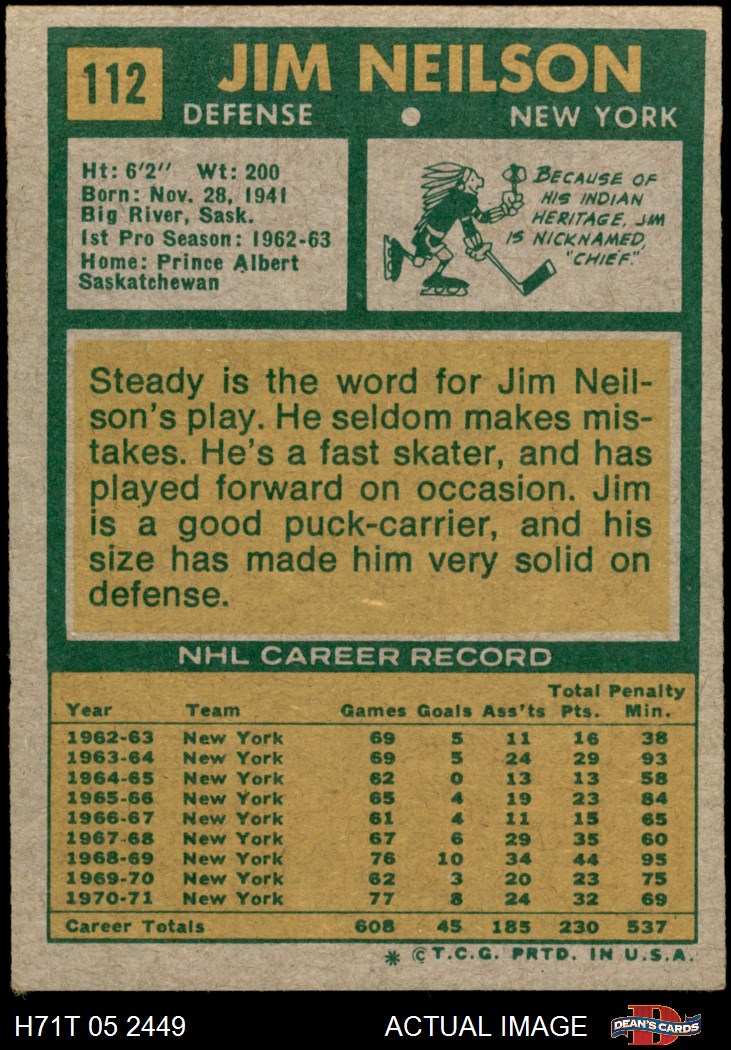 112
JIM NEILSON
DEFENSE • NEW YORK
Ht: 6'2'' Wt: 200
Born: Nov. 28, 1941
Big River, Sask.
1st Pro Season: 1962-63
Home: Prince Albert
Saskatchewan
BECAUSE OF
HIS INDIAN
HERITAGE, JIM
IS NICKNAMED,
"CHIEF."
Steady is the word for Jim Neil-
son's play. He seldom makes mis-
takes. He's a fast skater, and has
played forward on occasion. Jim
is a good puck-carrier, and his
size has made him very solid on
defense.
NHL CAREER RECORD
Year Team Games Goals Ass'ts Total Pts. Penalty Min.
1962-63 New York 69 5 11 16 38
1963-64 New York 69 5 24 29 93
1964-65 New York 62 0 13 13 58
1965-66 New York 65 4 19 23 84
1966-67 New York 61 4 11 15 65
1967-68 New York 67 6 29 35 60
1968-69 New York 76 10 34 44 95
1969-70 New York 62 3 20 23 75
1970-71 New York 77 8 24 32 69
Career Totals 608 45 185 230 537
* © T.C.G. PRTD. IN U.S.A.
H71T 05 2449 ACTUAL IMAGE D DEAN'S CARDS